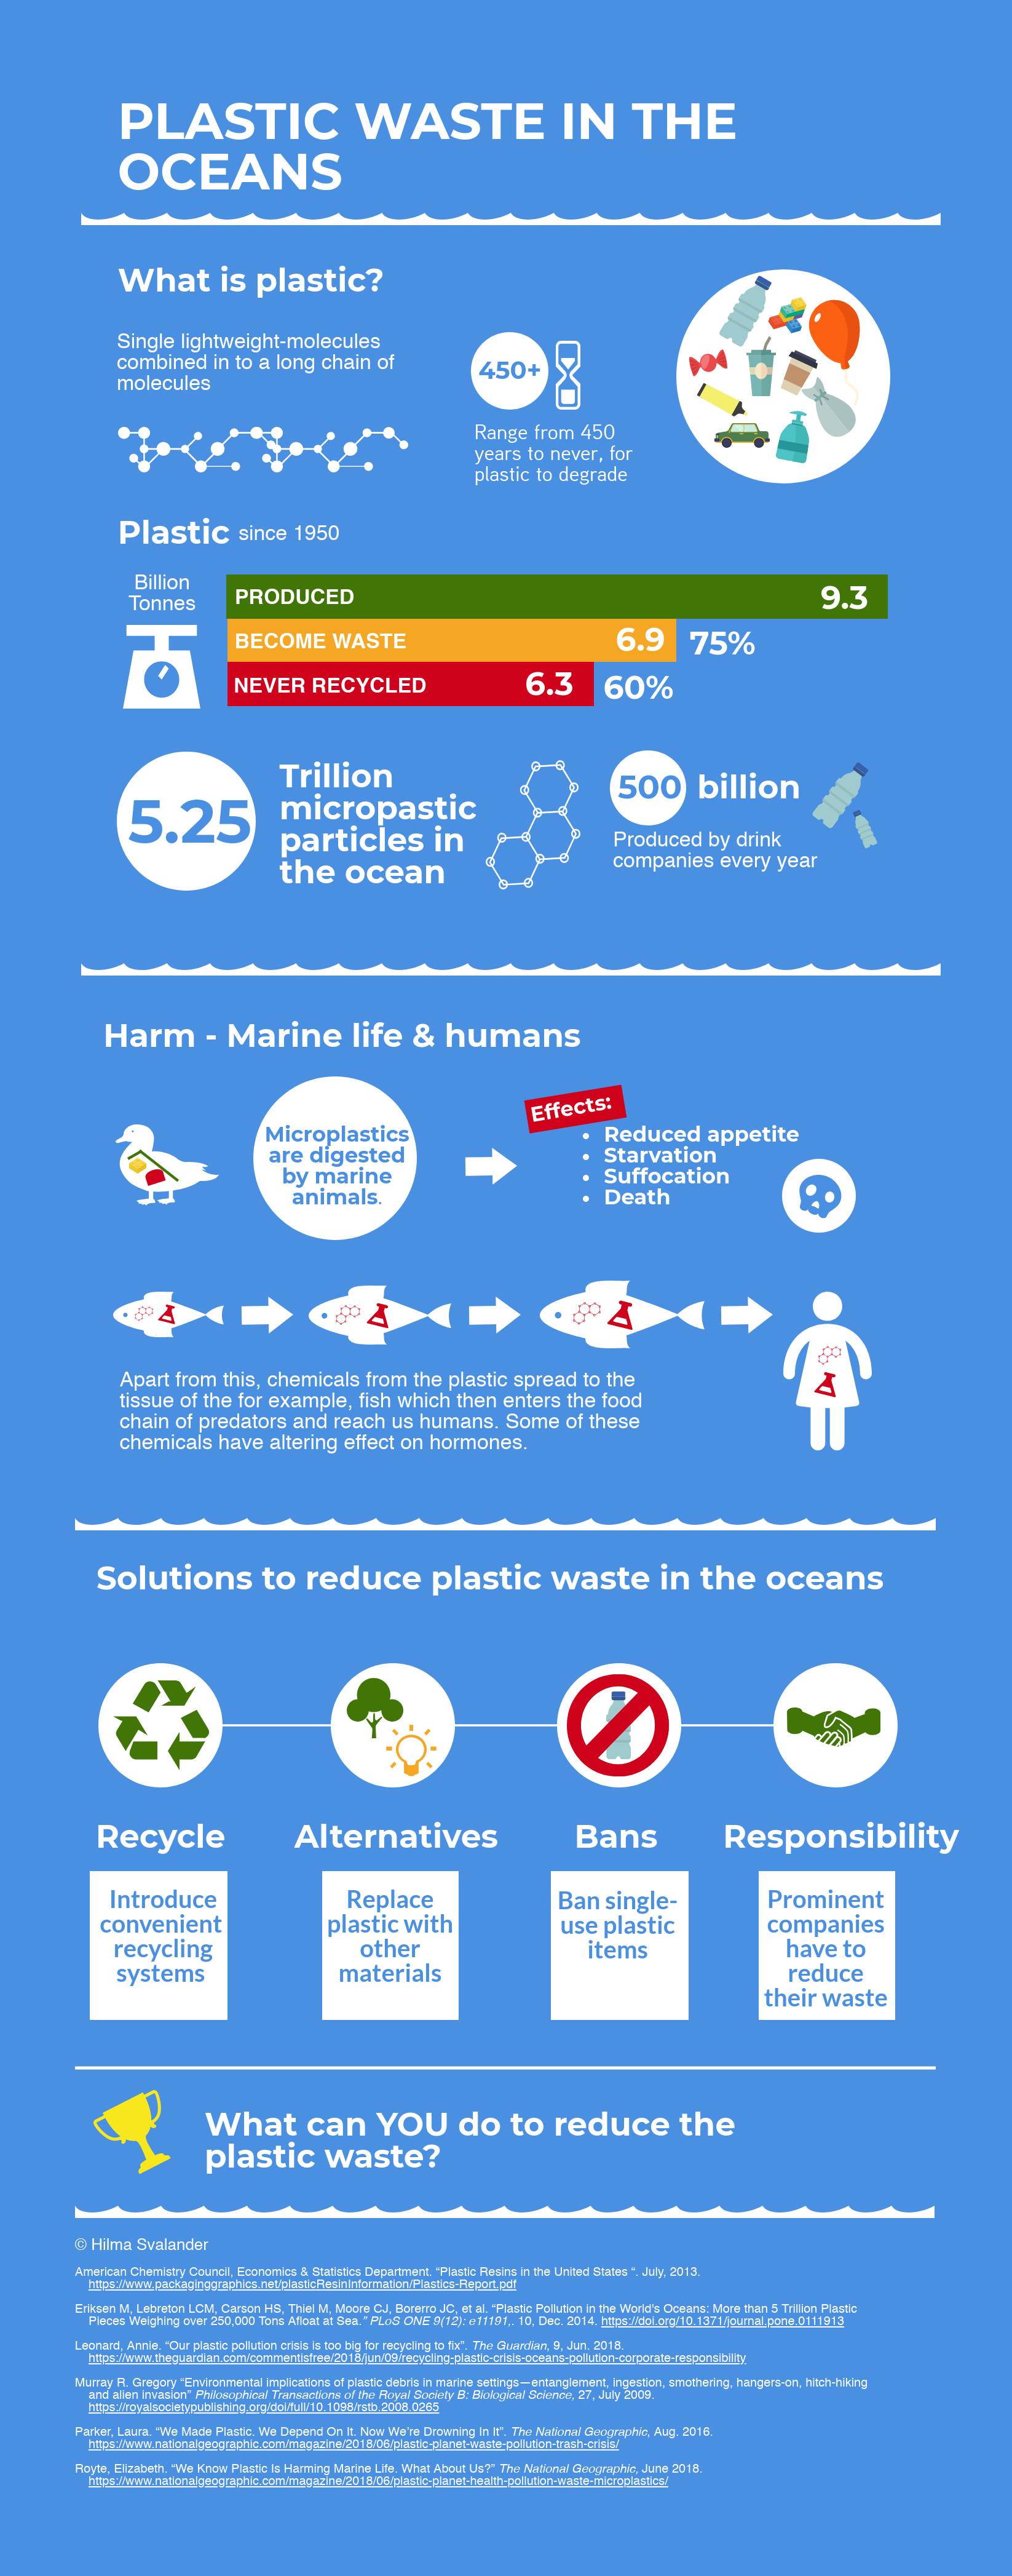 PLASTIC WASTE IN THE
OCEANS
What is plastic?
Single lightweight-molecules
combined in to a long chain of
molecules
450+
Range from 450
years to never, for
plastic to degrade
Plastic since 1950
Billion
Tonnes
PRODUCED 9.3
BECOME WASTE 6.9 75%
NEVER RECYCLED 6.3 60%
5.25
Trillion
micropastic
particles in
the ocean
500 billion
Produced by drink
companies every year
Harm - Marine life & humans
Microplastics
are digested
by marine
animals.
Effects:
• Reduced appetite
• Starvation
• Suffocation
• Death
Apart from this, chemicals from the plastic spread to the
tissue of the for example, fish which then enters the food
chain of predators and reach us humans. Some of these
chemicals have altering effect on hormones.
Solutions to reduce plastic waste in the oceans
Recycle
Introduce
convenient
recycling
systems
Alternatives
Replace
plastic with
other
materials
Bans
Ban single-
use plastic
items
Responsibility
Prominent
companies
have to
reduce
their waste
What can YOU do to reduce the
plastic waste?
© Hilma Svalander
American Chemistry Council, Economics & Statistics Department. “Plastic Resins in the United States “. July, 2013.
https://www.packaginggraphics.net/plasticResinInformation/Plastics-Report.pdf
Eriksen M, Lebreton LCM, Carson HS, Thiel M, Moore CJ, Borerro JC, et al. “Plastic Pollution in the World’s Oceans: More than 5 Trillion Plastic
Pieces Weighing over 250,000 Tons Afloat at Sea.” PLoS ONE 9(12): e11191,. 10, Dec. 2014. https://doi.org/10.1371/journal.pone.0111913
Leonard, Annie. “Our plastic pollution crisis is too big for recycling to fix”. The Guardian, 9, Jun. 2018.
https://www.theguardian.com/commentisfree/2018/jun/09/recycling-plastic-crisis-oceans-pollution-corporate-responsibility
Murray R. Gregory “Environmental implications of plastic debris in marine settings—entanglement, ingestion, smothering, hangers-on, hitch-hiking
and alien invasion” Philosophical Transactions of the Royal Society B: Biological Science, 27, July 2009.
https://royalsocietypublishing.org/doi/full/10.1098/rstb.2008.0265
Parker, Laura. “We Made Plastic. We Depend On It. Now We’re Drowning In It”. The National Geographic, Aug. 2016.
https://www.nationalgeographic.com/magazine/2018/06/plastic-planet-waste-pollution-trash-crisis/
Royte, Elizabeth. “We Know Plastic Is Harming Marine Life. What About Us?” The National Geographic, June 2018.
https://www.nationalgeographic.com/magazine/2018/06/plastic-planet-health-pollution-waste-microplastics/